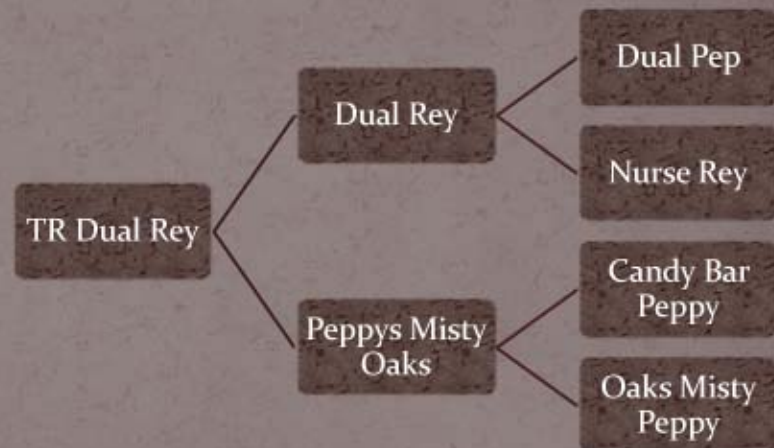 Dual Pep
Dual Rey
Nurse Rey
TR Dual Rey
Candy Bar
Peppy
Peppys Misty
Oaks
Oaks Misty
Peppy